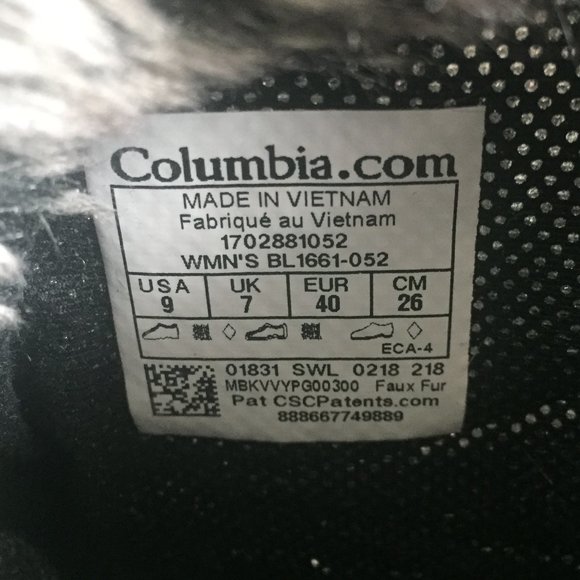 Columbia.com
MADE IN VIETNAM
Fabriqué au Vietnam
1702881052
WMN'S BL1661-052
USA UK EUR CM
9 7 40 26
ECA-4
01831 SWL 0218 218
MBKVVVYPG00300 Faux Fur
Pat CSCPatents.com
888667749889